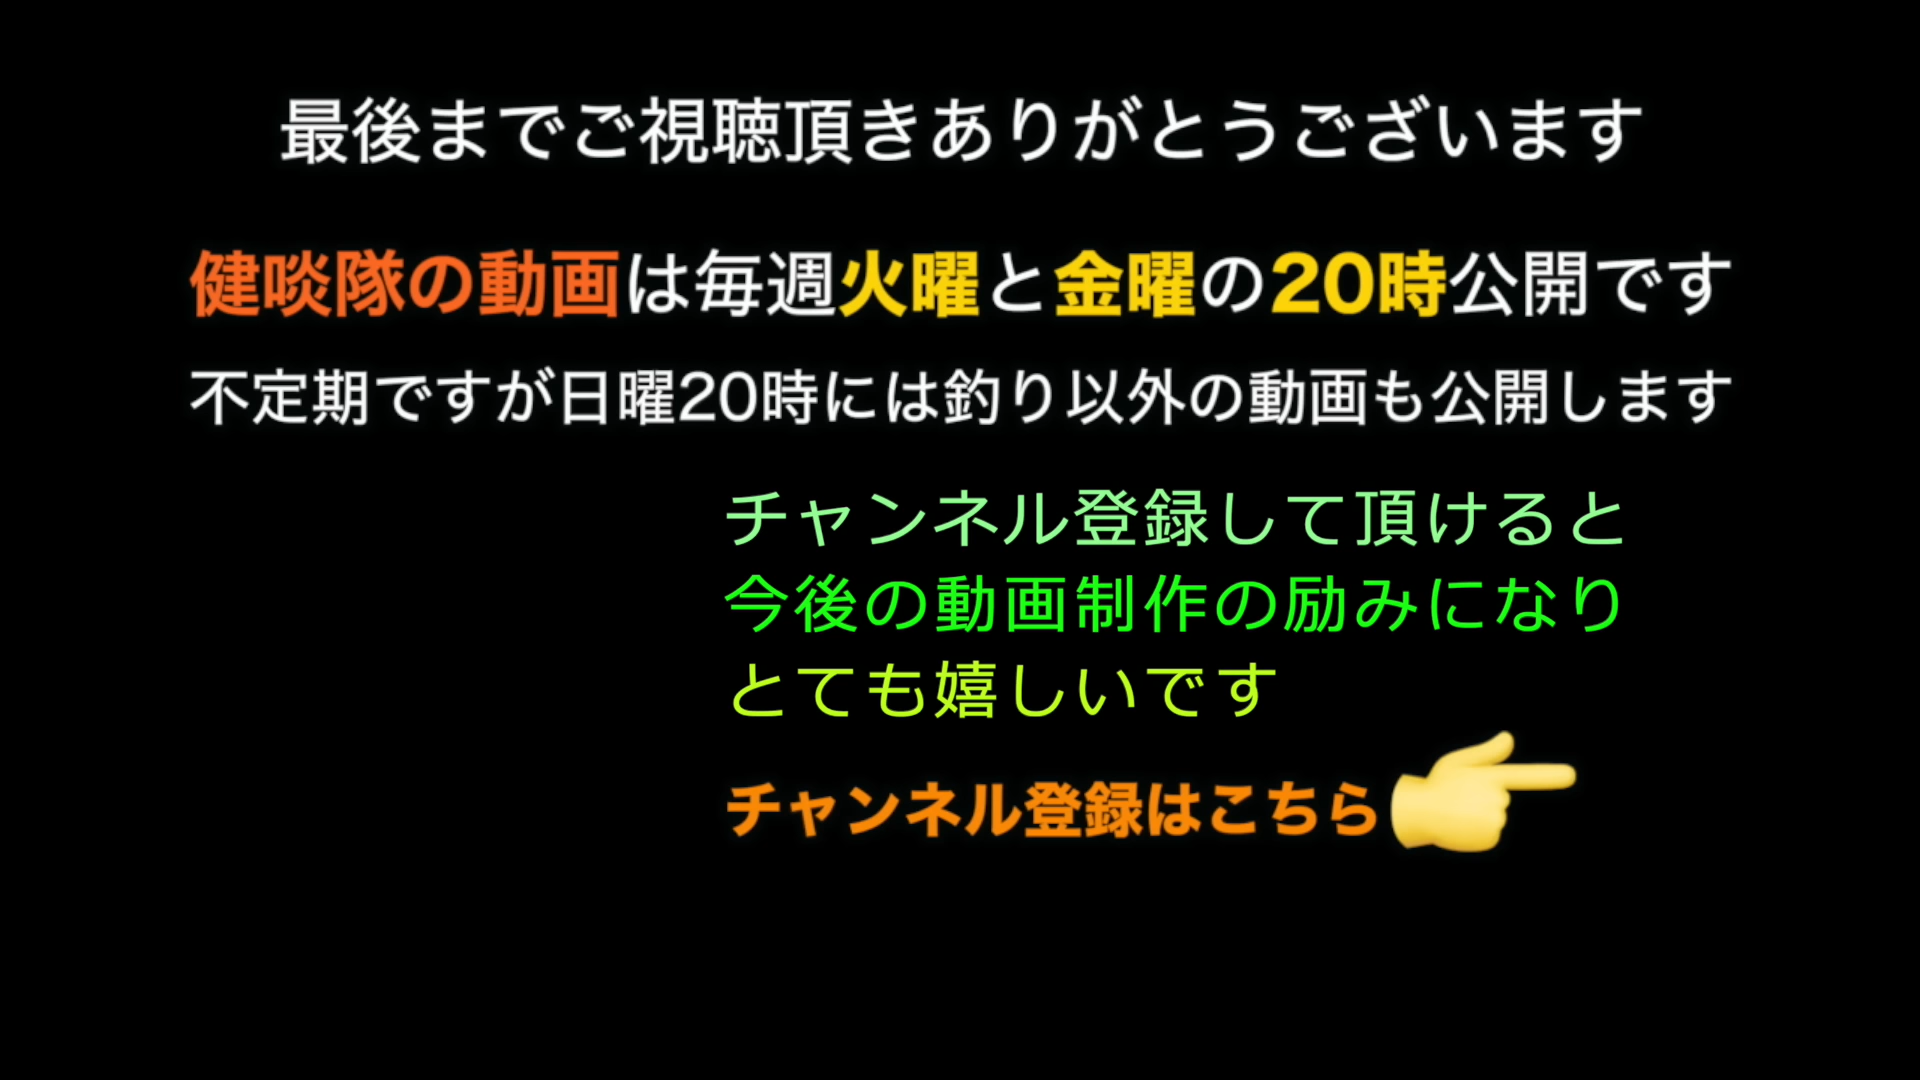 最後までご視聴頂きありがとうございます
健啖隊の動画は毎週火曜と金曜の20時公開です
不定期ですが日曜20時には釣り以外の動画も公開します
チャンネル登録して頂けると
今後の動画制作の励みになり
とても嬉しいです
チャンネル登録はこちら